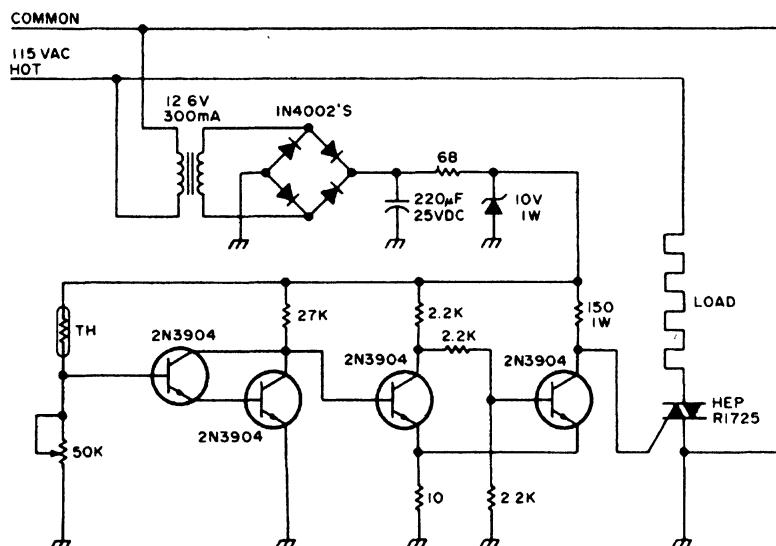 COMMON
115 VAC
HOT
12 6V
300mA
1N4002'S
68
220µF
25VDC
10V
1W
LOAD
TH
27K
2.2K
2.2K
150
1W
2N3904
2N3904
2N3904
2N3904
HEP
R1725
50K
10
2 2K